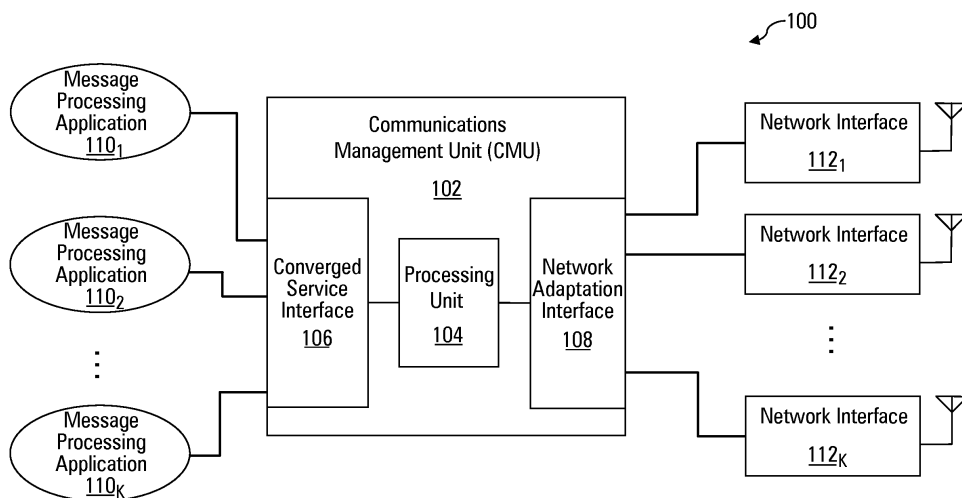 100
Message
Processing
Application
110₁
Message
Processing
Application
110₂
⋮
Message
Processing
Application
110K
Communications
Management Unit (CMU)
102
Converged
Service
Interface
106
Processing
Unit
104
Network
Adaptation
Interface
108
Network Interface
112₁
Network Interface
112₂
⋮
Network Interface
112K